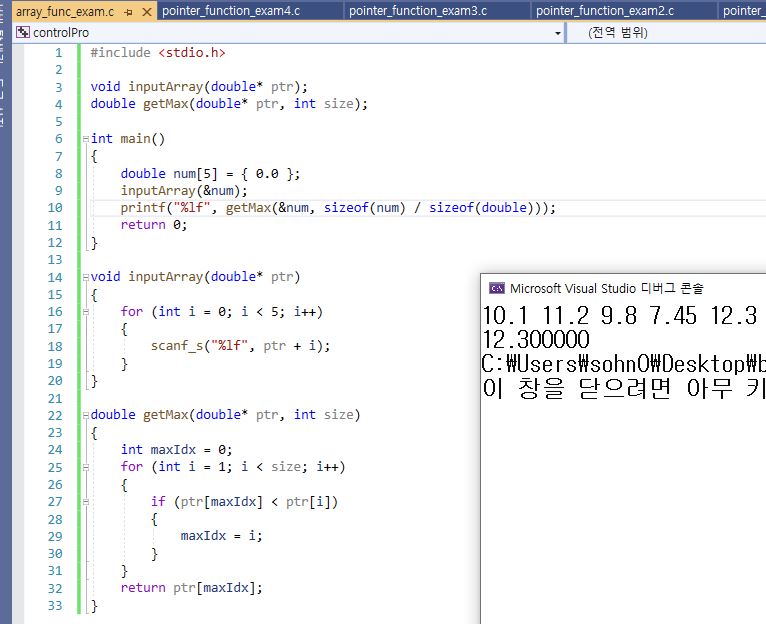 array_func_exam.c
pointer_function_exam4.c
pointer_function_exam3.c
pointer_function_exam2.c
pointer_
controlPro
(전역 범위)
1 #include <stdio.h>
2
3 void inputArray(double* ptr);
4 double getMax(double* ptr, int size);
5
6 int main()
7 {
8 double num[5] = { 0.0 };
9 inputArray(&num);
10 printf("%lf", getMax(&num, sizeof(num) / sizeof(double)));
11 return 0;
12 }
13
14 void inputArray(double* ptr)
15 {
16 for (int i = 0; i < 5; i++)
17 {
18 scanf_s("%lf", ptr + i);
19 }
20 }
21
22 double getMax(double* ptr, int size)
23 {
24 int maxIdx = 0;
25 for (int i = 1; i < size; i++)
26 {
27 if (ptr[maxIdx] < ptr[i])
28 {
29 maxIdx = i;
30 }
31 }
32 return ptr[maxIdx];
33 }
Microsoft Visual Studio 디버그 콘솔
10.1 11.2 9.8 7.45 12.3
12.300000
C:₩Users₩sohn0₩Desktop₩b
이 창을 닫으려면 아무 키